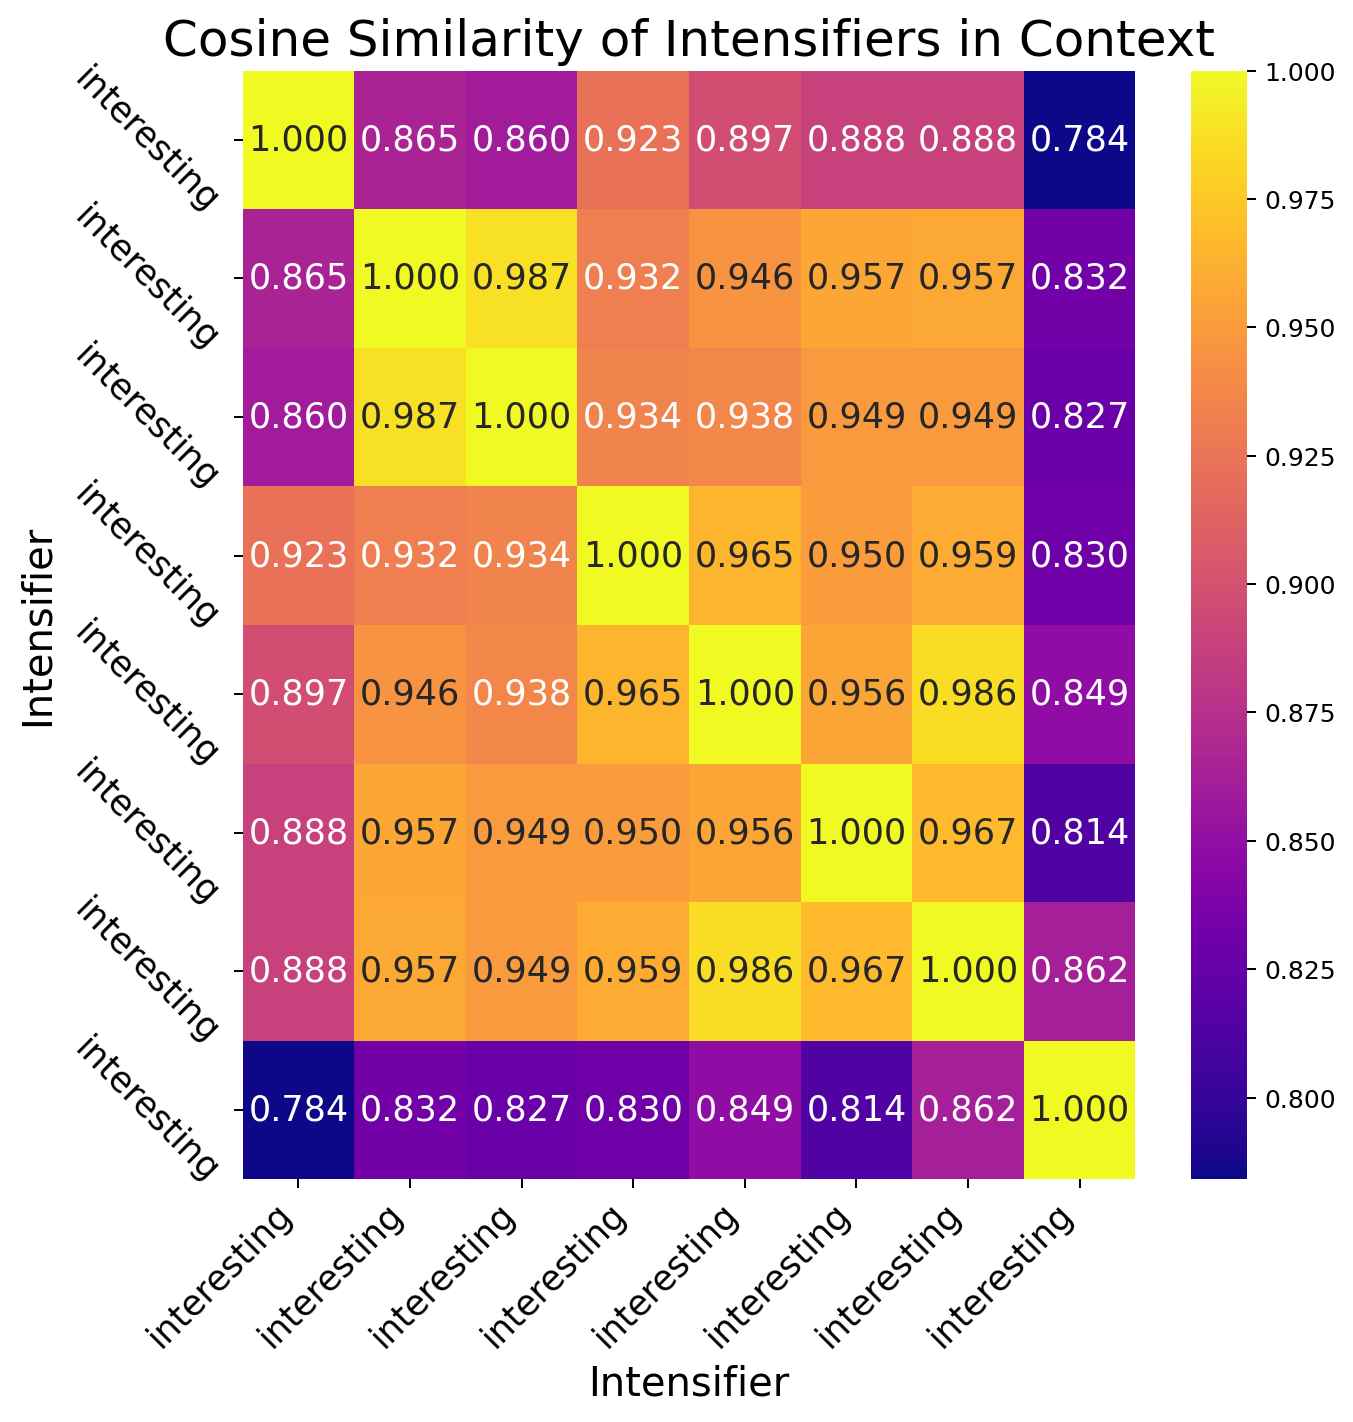 Cosine Similarity of Intensifiers in Context
interesting
1.000 0.865 0.860 0.923 0.897 0.888 0.888 0.784
interesting
0.865 1.000 0.987 0.932 0.946 0.957 0.957 0.832
interesting
0.860 0.987 1.000 0.934 0.938 0.949 0.949 0.827
interesting
0.923 0.932 0.934 1.000 0.965 0.950 0.959 0.830
interesting
0.897 0.946 0.938 0.965 1.000 0.956 0.986 0.849
interesting
0.888 0.957 0.949 0.950 0.956 1.000 0.967 0.814
interesting
0.888 0.957 0.949 0.959 0.986 0.967 1.000 0.862
interesting
0.784 0.832 0.827 0.830 0.849 0.814 0.862 1.000
Intensifier
interesting
interesting
interesting
interesting
interesting
interesting
interesting
interesting
Intensifier
1.000
0.975
0.950
0.925
0.900
0.875
0.850
0.825
0.800